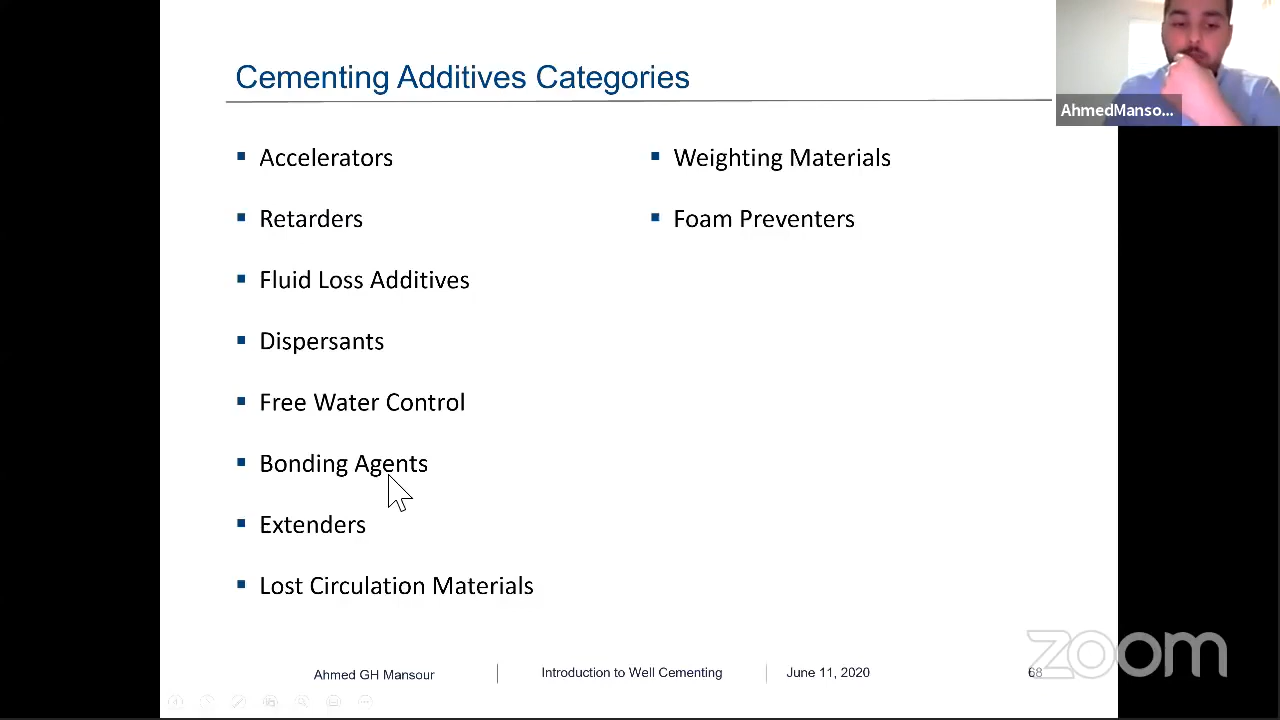 Cementing Additives Categories
AhmedManso...
Accelerators
Retarders
Fluid Loss Additives
Dispersants
Free Water Control
Bonding Agents
Extenders
Lost Circulation Materials
Weighting Materials
Foam Preventers
Ahmed GH Mansour
Introduction to Well Cementing
June 11, 2020
68
zoom